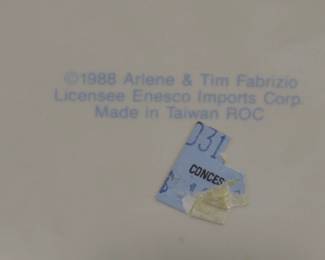 ©1988 Arlene & Tim Fabrizio
Licensee Enesco Imports Corp.
Made in Taiwan ROC
031
CONCES